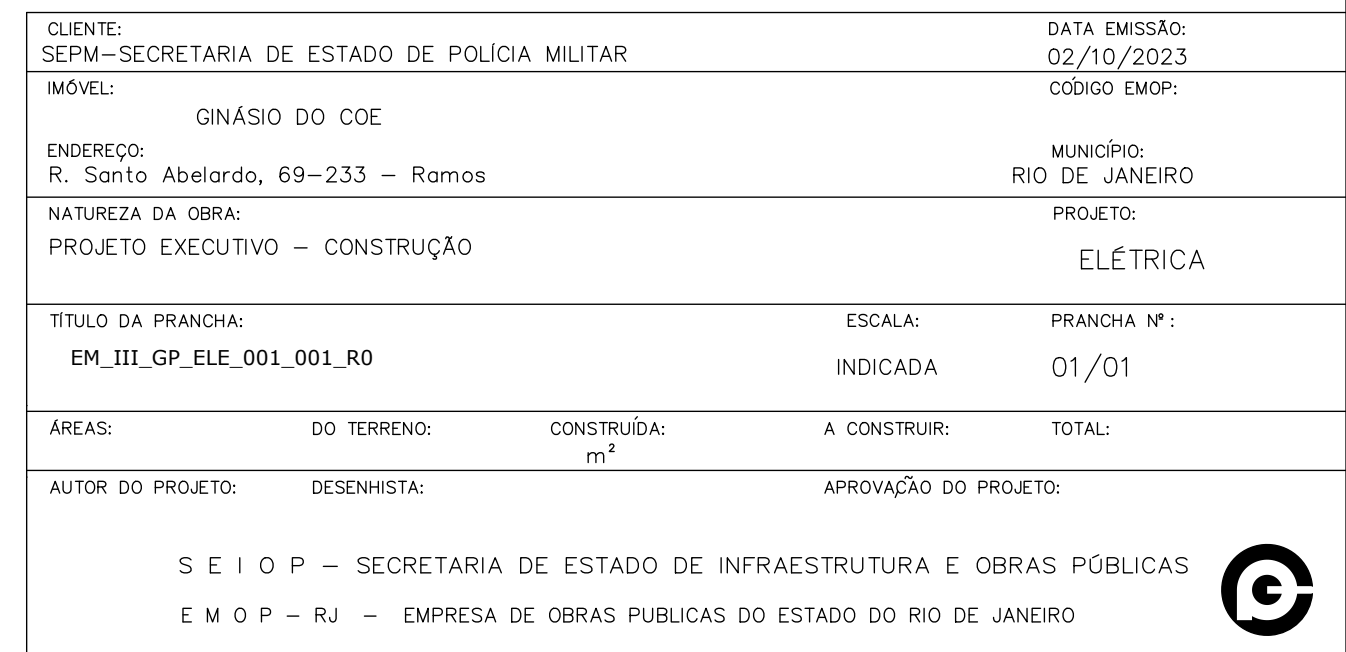 CLIENTE: DATA EMISSÃO:
SEPM-SECRETARIA DE ESTADO DE POLÍCIA MILITAR 02/10/2023
IMÓVEL: CÓDIGO EMOP:
GINÁSIO DO COE
ENDEREÇO: MUNICÍPIO:
R. Santo Abelardo, 69-233 - Ramos RIO DE JANEIRO
NATUREZA DA OBRA: PROJETO:
PROJETO EXECUTIVO - CONSTRUÇÃO ELÉTRICA
TÍTULO DA PRANCHA: ESCALA: PRANCHA Nº:
EM_III_GP_ELE_001_001_R0 INDICADA 01/01
ÁREAS: DO TERRENO: CONSTRUÍDA: A CONSTRUIR: TOTAL:
m²
AUTOR DO PROJETO: DESENHISTA: APROVAÇÃO DO PROJETO:
S E I O P - SECRETARIA DE ESTADO DE INFRAESTRUTURA E OBRAS PÚBLICAS
E M O P - RJ - EMPRESA DE OBRAS PUBLICAS DO ESTADO DO RIO DE JANEIRO